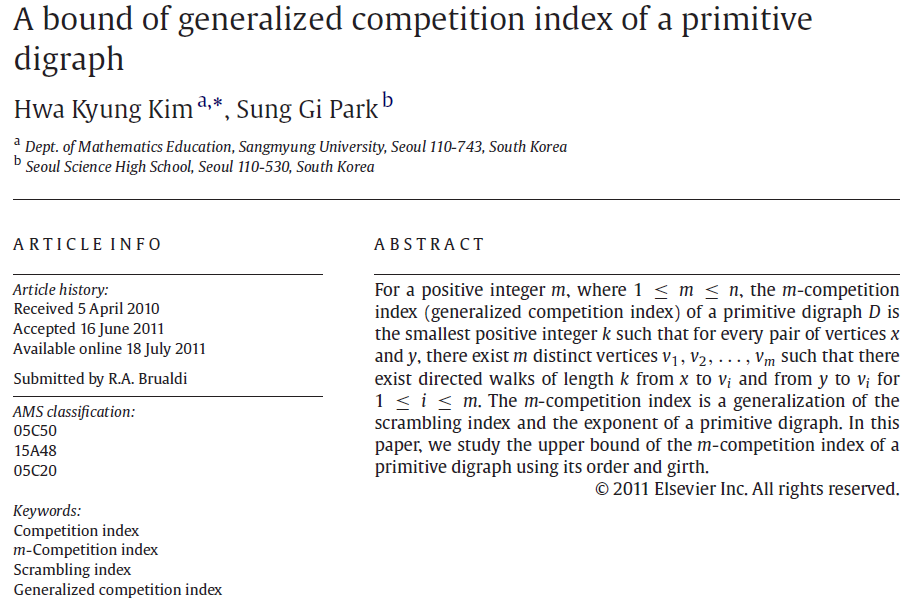 A bound of generalized competition index of a primitive
digraph
Hwa Kyung Kim a,*, Sung Gi Park b
a Dept. of Mathematics Education, Sangmyung University, Seoul 110-743, South Korea
b Seoul Science High School, Seoul 110-530, South Korea
ARTICLE INFO
Article history:
Received 5 April 2010
Accepted 16 June 2011
Available online 18 July 2011
Submitted by R.A. Brualdi
AMS classification:
05C50
15A48
05C20
Keywords:
Competition index
m-Competition index
Scrambling index
Generalized competition index
ABSTRACT
For a positive integer m, where 1 ≤ m ≤ n, the m-competition
index (generalized competition index) of a primitive digraph D is
the smallest positive integer k such that for every pair of vertices x
and y, there exist m distinct vertices v1, v2, . . . , vm such that there
exist directed walks of length k from x to vi and from y to vi for
1 ≤ i ≤ m. The m-competition index is a generalization of the
scrambling index and the exponent of a primitive digraph. In this
paper, we study the upper bound of the m-competition index of a
primitive digraph using its order and girth.
© 2011 Elsevier Inc. All rights reserved.